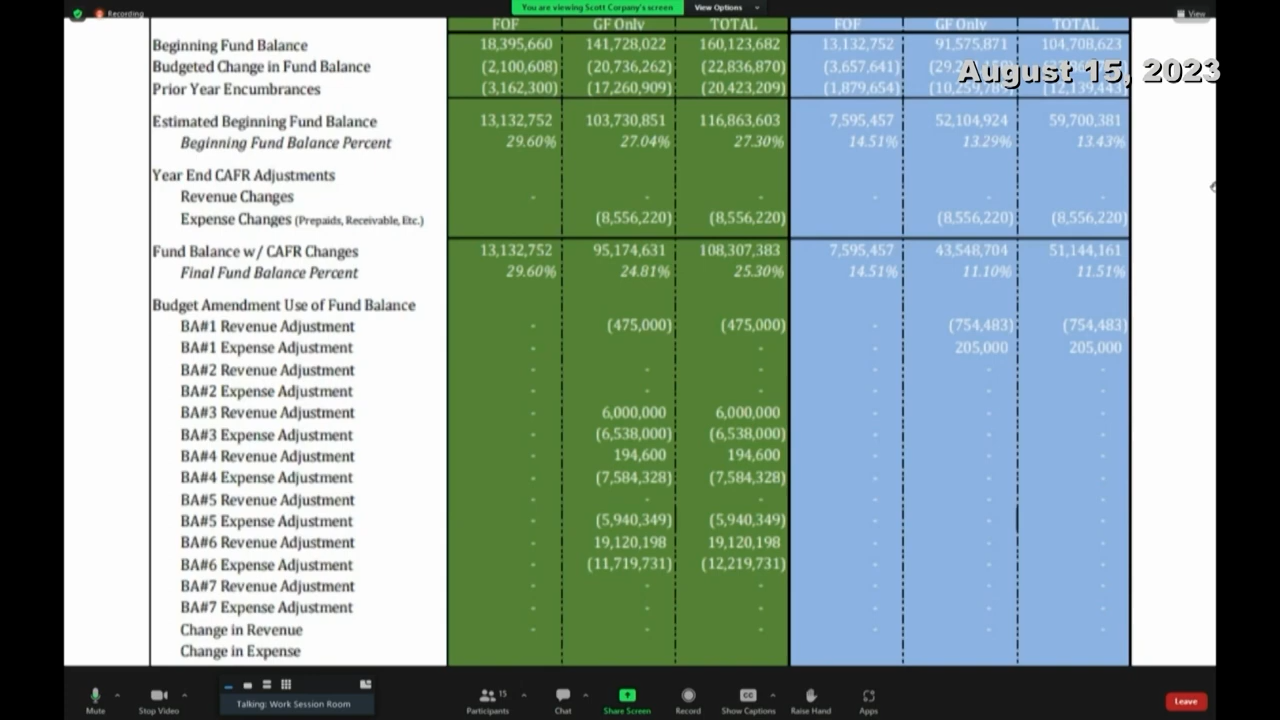 Recording
You are viewing Scott Corpany's screen
View Options
View
FOF GF Only TOTAL FOF GF Only TOTAL
Beginning Fund Balance 18,395,660 141,728,022 160,123,682 13,132,752 91,575,871 104,708,623
Budgeted Change in Fund Balance (2,100,608) (20,736,262) (22,836,870) (3,657,641)
August 15, 2023
Prior Year Encumbrances (3,162,300) (17,260,909) (20,423,209) (1,879,654) (12,139,443)
Estimated Beginning Fund Balance 13,132,752 103,730,851 116,863,603 7,595,457 52,104,924 59,700,381
Beginning Fund Balance Percent 29.60% 27.04% 27.30% 14.51% 13.29% 13.43%
Year End CAFR Adjustments
Revenue Changes - - - - - -
Expense Changes (Prepaids, Receivable, Etc.) (8,556,220) (8,556,220) (8,556,220) (8,556,220)
Fund Balance w/ CAFR Changes 13,132,752 95,174,631 108,307,383 7,595,457 43,548,704 51,144,161
Final Fund Balance Percent 29.60% 24.81% 25.30% 14.51% 11.10% 11.51%
Budget Amendment Use of Fund Balance
BA#1 Revenue Adjustment - (475,000) (475,000) - (754,483) (754,483)
BA#1 Expense Adjustment - - - 205,000 205,000
BA#2 Revenue Adjustment - - - - - -
BA#2 Expense Adjustment - - - - - -
BA#3 Revenue Adjustment - 6,000,000 6,000,000 - - -
BA#3 Expense Adjustment - (6,538,000) (6,538,000) - - -
BA#4 Revenue Adjustment - 194,600 194,600 - - -
BA#4 Expense Adjustment - (7,584,328) (7,584,328) - - -
BA#5 Revenue Adjustment - - - - - -
BA#5 Expense Adjustment - (5,940,349) (5,940,349) - - -
BA#6 Revenue Adjustment - 19,120,198 19,120,198 - - -
BA#6 Expense Adjustment - (11,719,731) (12,219,731) - - -
BA#7 Revenue Adjustment - - - - - -
BA#7 Expense Adjustment - - - - - -
Change in Revenue - - - - - -
Change in Expense
Talking: Work Session Room
15
Mute Stop Video Participants Chat Share Screen Record Show Captions Raise Hand Apps Leave